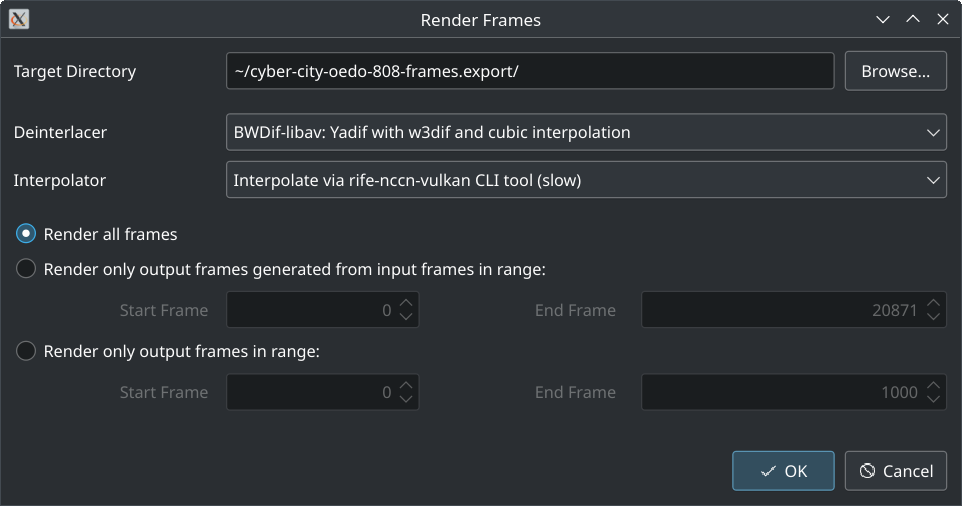 Render Frames
Target Directory
~/cyber-city-oedo-808-frames.export/
Browse...
Deinterlacer
BWDif-libav: Yadif with w3dif and cubic interpolation
Interpolator
Interpolate via rife-nccn-vulkan CLI tool (slow)
Render all frames
Render only output frames generated from input frames in range:
Start Frame
0
End Frame
20871
Render only output frames in range:
Start Frame
0
End Frame
1000
OK
Cancel